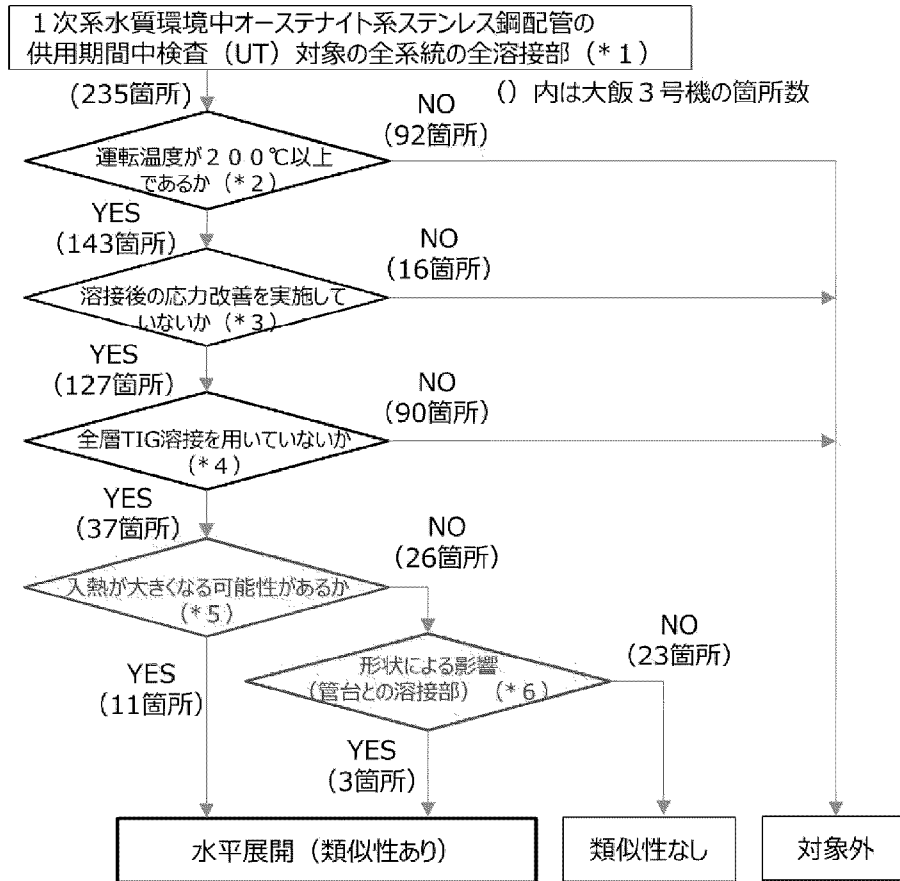 １次系水質環境中オーステナイト系ステンレス鋼配管の
供用期間中検査（UT）対象の全系統の全溶接部（*１）
(235箇所)
（）内は大飯３号機の箇所数
NO
(92箇所)
運転温度が２００℃以上
であるか（*２）
YES
(143箇所)
NO
(16箇所)
溶接後の応力改善を実施して
いないか（*３）
YES
(127箇所)
NO
(90箇所)
全層TIG溶接を用いていないか
（*４）
YES
(37箇所)
NO
(26箇所)
入熱が大きくなる可能性があるか
（*５）
NO
(23箇所)
形状による影響
（管台との溶接部）（*６）
YES
(11箇所)
YES
(3箇所)
水平展開（類似性あり）
類似性なし
対象外